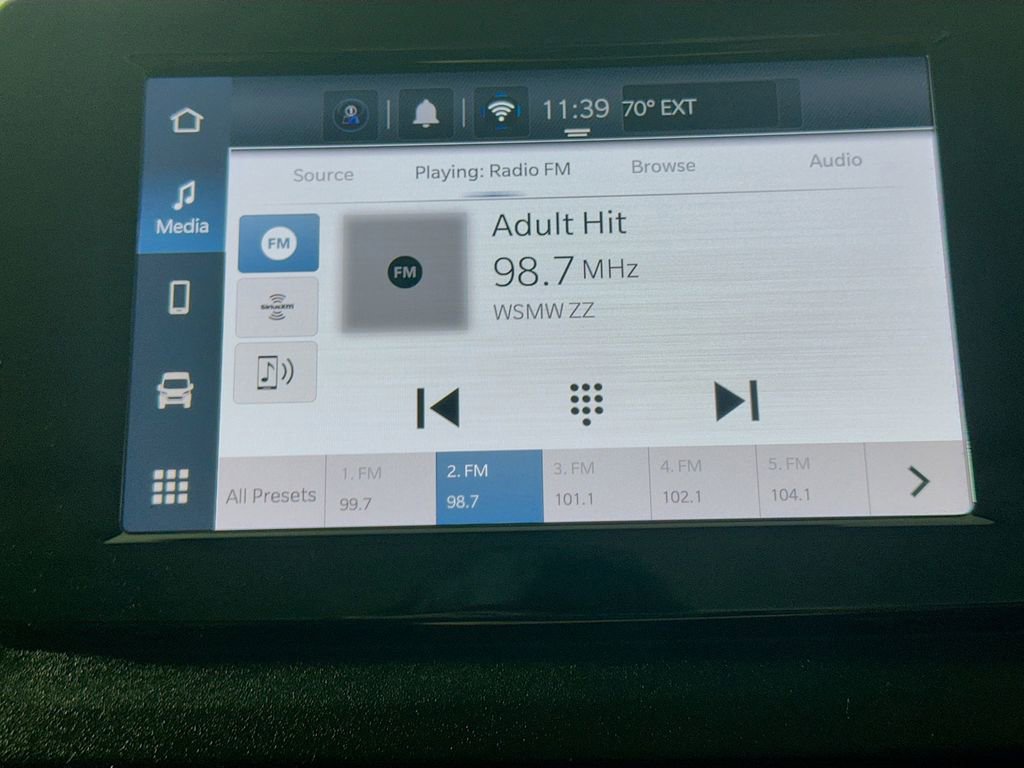 11:39 70° EXT
Source Playing: Radio FM Browse Audio
Media
FM
FM
SiriusXM
Adult Hit
98.7 MHz
WSMW ZZ
All Presets
1. FM
99.7
2. FM
98.7
3. FM
101.1
4. FM
102.1
5. FM
104.1